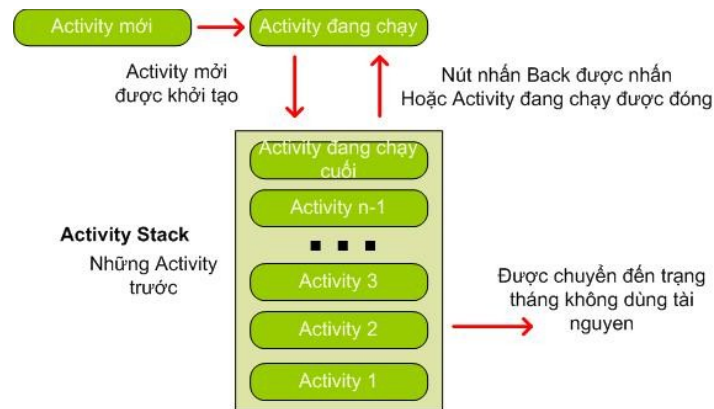 Activity mới
Activity đang chạy
Activity mởi
được khởi tạo
Nút nhấn Back được nhấn
Hoặc Activity đang chạy được đóng
Activity đang chạy
cuối
Activity n-1
Activity Stack
Những Activity
trước
Activity 3
Activity 2
Activity 1
Được chuyển đến trạng
tháng không dùng tài
nguyen